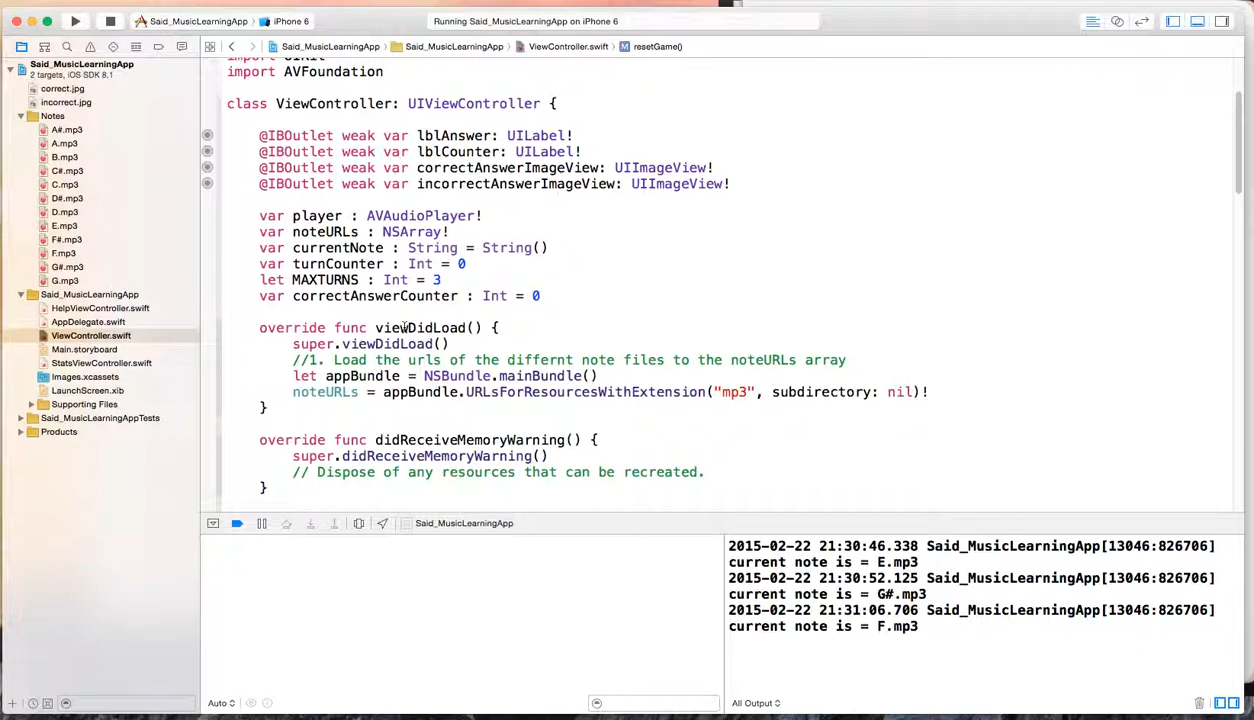 Said_MusicLearningApp
iPhone 6
Running Said_MusicLearningApp on iPhone 6
Said_MusicLearningApp
Said_MusicLearningApp
ViewController.swift
M resetGame()
Said_MusicLearningApp
2 targets, iOS SDK 8.1
correct.jpg
incorrect.jpg
Notes
A#.mp3
A.mp3
B.mp3
C#.mp3
C.mp3
D#.mp3
D.mp3
E.mp3
F#.mp3
F.mp3
G#.mp3
G.mp3
Said_MusicLearningApp
HelpViewController.swift
AppDelegate.swift
ViewController.swift
Main.storyboard
StatsViewController.swift
Images.xcassets
LaunchScreen.xib
Supporting Files
Said_MusicLearningAppTests
Products
import UIKit
import AVFoundation
class ViewController: UIViewController {
@IBOutlet weak var lblAnswer: UILabel!
@IBOutlet weak var lblCounter: UILabel!
@IBOutlet weak var correctAnswerImageView: UIImageView!
@IBOutlet weak var incorrectAnswerImageView: UIImageView!
var player : AVAudioPlayer!
var noteURLs : NSArray!
var currentNote : String = String()
var turnCounter : Int = 0
let MAXTURNS : Int = 3
var correctAnswerCounter : Int = 0
override func viewDidLoad() {
super.viewDidLoad()
//1. Load the urls of the differnt note files to the noteURLs array
let appBundle = NSBundle.mainBundle()
noteURLs = appBundle.URLsForResourcesWithExtension("mp3", subdirectory: nil)!
}
override func didReceiveMemoryWarning() {
super.didReceiveMemoryWarning()
// Dispose of any resources that can be recreated.
}
Said_MusicLearningApp
2015-02-22 21:30:46.338 Said_MusicLearningApp[13046:826706]
current note is = E.mp3
2015-02-22 21:30:52.125 Said_MusicLearningApp[13046:826706]
current note is = G#.mp3
2015-02-22 21:31:06.706 Said_MusicLearningApp[13046:826706]
current note is = F.mp3
Auto
All Output